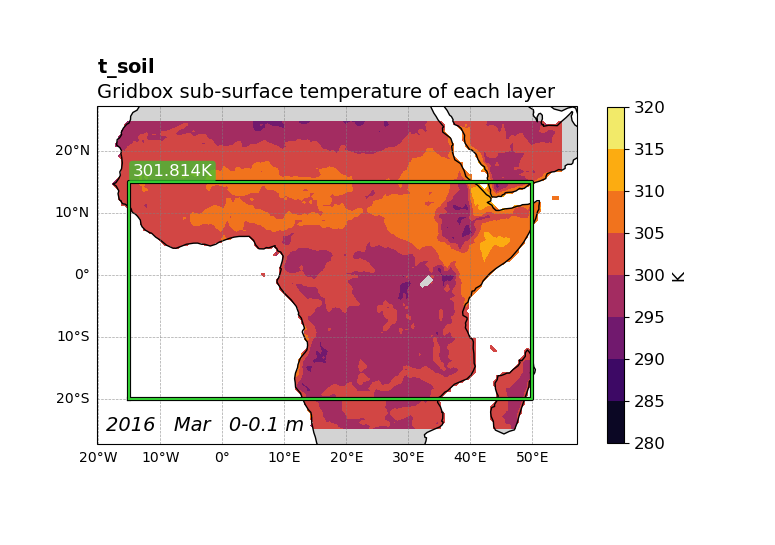 t_soil
Gridbox sub-surface temperature of each layer
301.814K
20°N
10°N
0°
10°S
20°S
2016 Mar 0-0.1 m
20°W 10°W 0° 10°E 20°E 30°E 40°E 50°E
320
315
310
305
300
295
290
285
280
K